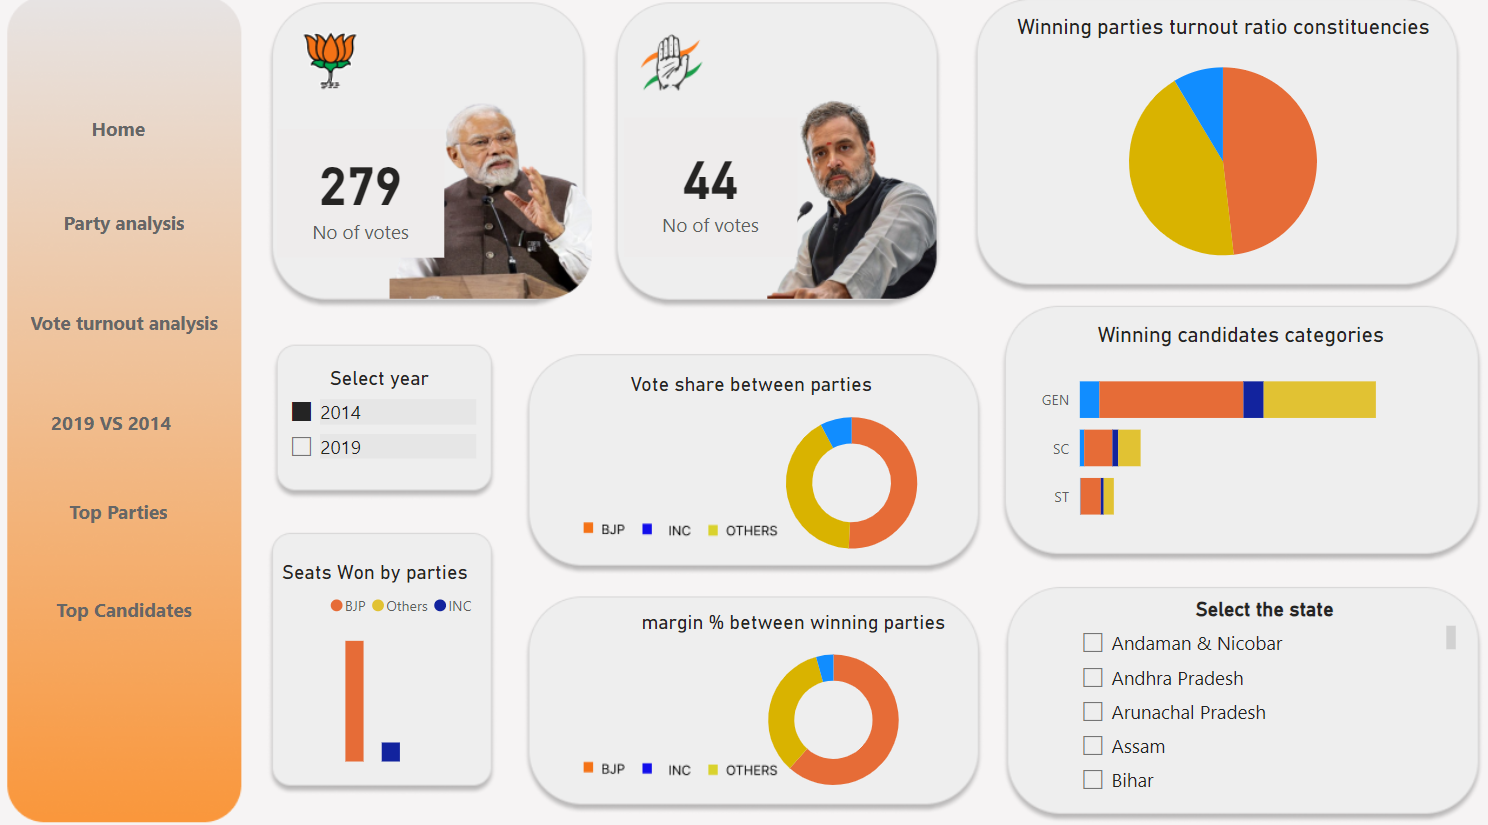 Home
Party analysis
Vote turnout analysis
2019 VS 2014
Top Parties
Top Candidates
279
No of votes
44
No of votes
Winning parties turnout ratio constituencies
Select year
2014
2019
Vote share between parties
BJP INC OTHERS
Winning candidates categories
GEN
SC
ST
Seats Won by parties
BJP Others INC
margin % between winning parties
BJP INC OTHERS
Select the state
Andaman & Nicobar
Andhra Pradesh
Arunachal Pradesh
Assam
Bihar